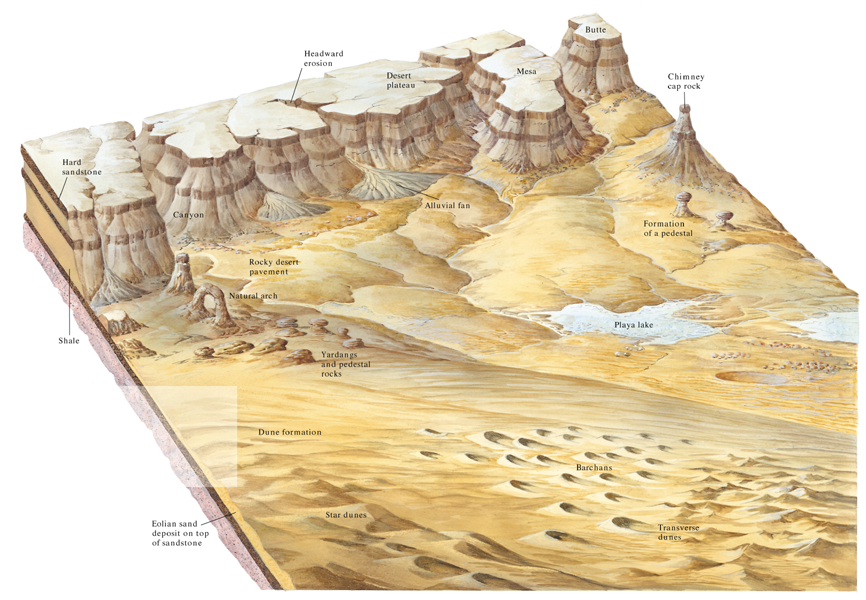 Butte
Headward
erosion
Desert
plateau
Mesa
Chimney
cap rock
Hard
sandstone
Canyon
Alluvial fan
Formation
of a pedestal
Rocky desert
pavement
Natural arch
Playa lake
Shale
Yardangs
and pedestal
rocks
Dune formation
Barchans
Star dunes
Eolian sand
deposit on top
of sandstone
Transverse
dunes